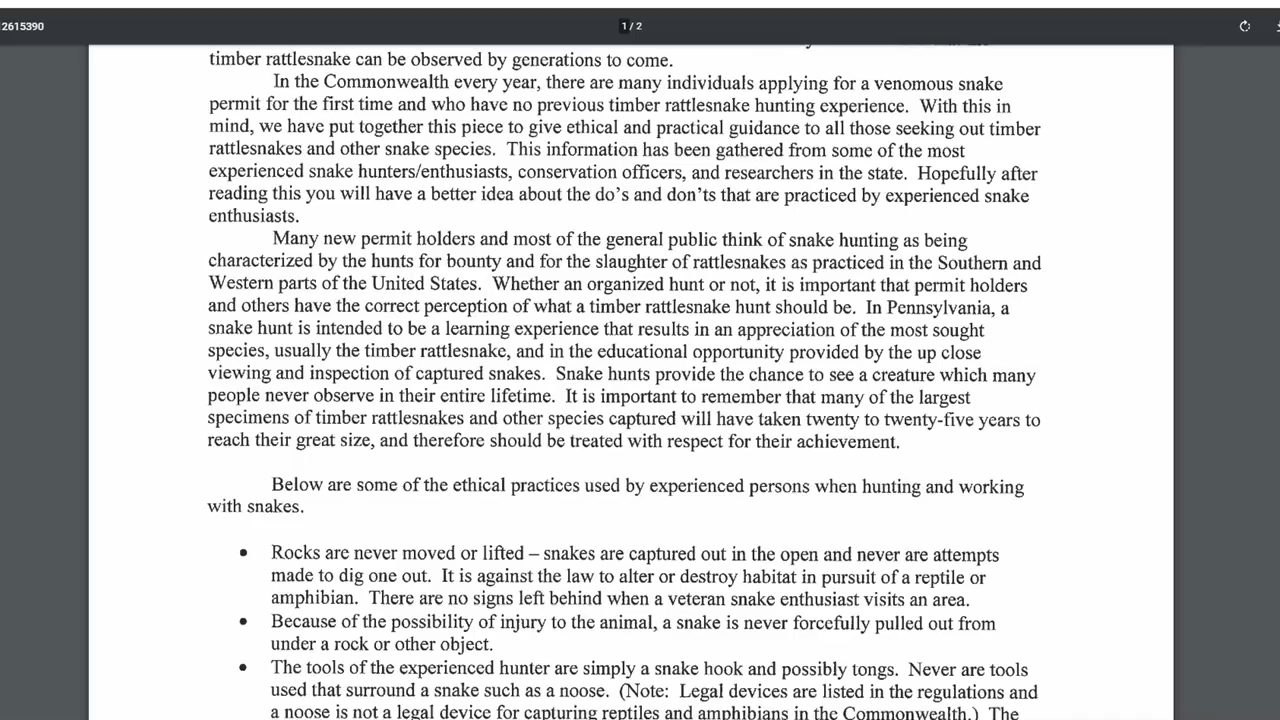 2615390
1 / 2
timber rattlesnake can be observed by generations to come.
In the Commonwealth every year, there are many individuals applying for a venomous snake
permit for the first time and who have no previous timber rattlesnake hunting experience.  With this in
mind, we have put together this piece to give ethical and practical guidance to all those seeking out timber
rattlesnakes and other snake species.  This information has been gathered from some of the most
experienced snake hunters/enthusiasts, conservation officers, and researchers in the state.  Hopefully after
reading this you will have a better idea about the do's and don'ts that are practiced by experienced snake
enthusiasts.
Many new permit holders and most of the general public think of snake hunting as being
characterized by the hunts for bounty and for the slaughter of rattlesnakes as practiced in the Southern and
Western parts of the United States.  Whether an organized hunt or not, it is important that permit holders
and others have the correct perception of what a timber rattlesnake hunt should be.  In Pennsylvania, a
snake hunt is intended to be a learning experience that results in an appreciation of the most sought
species, usually the timber rattlesnake, and in the educational opportunity provided by the up close
viewing and inspection of captured snakes.  Snake hunts provide the chance to see a creature which many
people never observe in their entire lifetime.  It is important to remember that many of the largest
specimens of timber rattlesnakes and other species captured will have taken twenty to twenty-five years to
reach their great size, and therefore should be treated with respect for their achievement.
Below are some of the ethical practices used by experienced persons when hunting and working
with snakes.
• Rocks are never moved or lifted – snakes are captured out in the open and never are attempts
made to dig one out.  It is against the law to alter or destroy habitat in pursuit of a reptile or
amphibian.  There are no signs left behind when a veteran snake enthusiast visits an area.
• Because of the possibility of injury to the animal, a snake is never forcefully pulled out from
under a rock or other object.
• The tools of the experienced hunter are simply a snake hook and possibly tongs.  Never are tools
used that surround a snake such as a noose.  (Note:  Legal devices are listed in the regulations and
a noose is not a legal device for capturing reptiles and amphibians in the Commonwealth.)  The